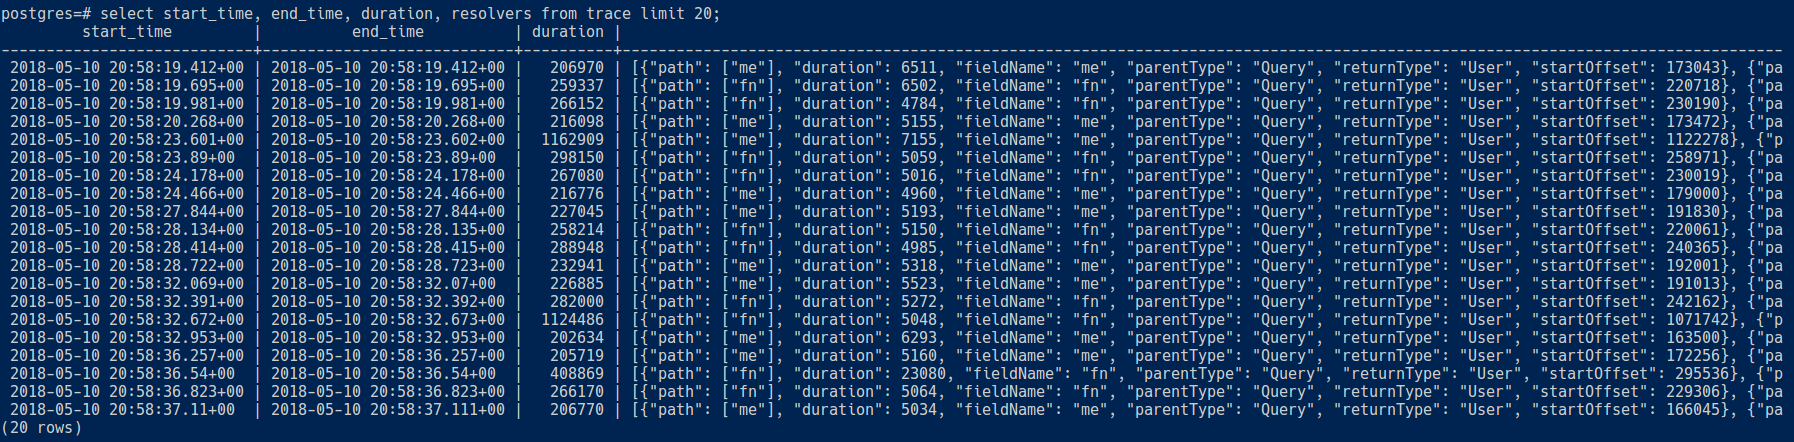 postgres=# select start_time, end_time, duration, resolvers from trace limit 20;
         start_time         |          end_time          | duration |
----------------------------+----------------------------+----------+---------------------------------------------------------------------------------------------------------------------------------
 2018-05-10 20:58:19.412+00 | 2018-05-10 20:58:19.412+00 |   206970 | [{"path": ["me"], "duration": 6511, "fieldName": "me", "parentType": "Query", "returnType": "User", "startOffset": 173043}, {"pa
 2018-05-10 20:58:19.695+00 | 2018-05-10 20:58:19.695+00 |   259337 | [{"path": ["fn"], "duration": 6502, "fieldName": "fn", "parentType": "Query", "returnType": "User", "startOffset": 220718}, {"pa
 2018-05-10 20:58:19.981+00 | 2018-05-10 20:58:19.981+00 |   266152 | [{"path": ["fn"], "duration": 4784, "fieldName": "fn", "parentType": "Query", "returnType": "User", "startOffset": 230190}, {"pa
 2018-05-10 20:58:20.268+00 | 2018-05-10 20:58:20.268+00 |   216098 | [{"path": ["me"], "duration": 5155, "fieldName": "me", "parentType": "Query", "returnType": "User", "startOffset": 173472}, {"pa
 2018-05-10 20:58:23.601+00 | 2018-05-10 20:58:23.602+00 |  1162909 | [{"path": ["me"], "duration": 7155, "fieldName": "me", "parentType": "Query", "returnType": "User", "startOffset": 1122278}, {"p
 2018-05-10 20:58:23.89+00  | 2018-05-10 20:58:23.89+00  |   298150 | [{"path": ["fn"], "duration": 5059, "fieldName": "fn", "parentType": "Query", "returnType": "User", "startOffset": 258971}, {"pa
 2018-05-10 20:58:24.178+00 | 2018-05-10 20:58:24.178+00 |   267080 | [{"path": ["fn"], "duration": 5016, "fieldName": "fn", "parentType": "Query", "returnType": "User", "startOffset": 230019}, {"pa
 2018-05-10 20:58:24.466+00 | 2018-05-10 20:58:24.466+00 |   216776 | [{"path": ["me"], "duration": 4960, "fieldName": "me", "parentType": "Query", "returnType": "User", "startOffset": 179000}, {"pa
 2018-05-10 20:58:27.844+00 | 2018-05-10 20:58:27.844+00 |   227045 | [{"path": ["me"], "duration": 5193, "fieldName": "me", "parentType": "Query", "returnType": "User", "startOffset": 191830}, {"pa
 2018-05-10 20:58:28.134+00 | 2018-05-10 20:58:28.135+00 |   258214 | [{"path": ["fn"], "duration": 5150, "fieldName": "fn", "parentType": "Query", "returnType": "User", "startOffset": 220061}, {"pa
 2018-05-10 20:58:28.414+00 | 2018-05-10 20:58:28.415+00 |   288948 | [{"path": ["fn"], "duration": 4985, "fieldName": "fn", "parentType": "Query", "returnType": "User", "startOffset": 240365}, {"pa
 2018-05-10 20:58:28.722+00 | 2018-05-10 20:58:28.723+00 |   232941 | [{"path": ["me"], "duration": 5318, "fieldName": "me", "parentType": "Query", "returnType": "User", "startOffset": 192001}, {"pa
 2018-05-10 20:58:32.069+00 | 2018-05-10 20:58:32.07+00  |   226885 | [{"path": ["me"], "duration": 5523, "fieldName": "me", "parentType": "Query", "returnType": "User", "startOffset": 191013}, {"pa
 2018-05-10 20:58:32.391+00 | 2018-05-10 20:58:32.392+00 |   282000 | [{"path": ["fn"], "duration": 5272, "fieldName": "fn", "parentType": "Query", "returnType": "User", "startOffset": 242162}, {"pa
 2018-05-10 20:58:32.672+00 | 2018-05-10 20:58:32.673+00 |  1124486 | [{"path": ["fn"], "duration": 5048, "fieldName": "fn", "parentType": "Query", "returnType": "User", "startOffset": 1071742}, {"p
 2018-05-10 20:58:32.953+00 | 2018-05-10 20:58:32.953+00 |   202634 | [{"path": ["me"], "duration": 6293, "fieldName": "me", "parentType": "Query", "returnType": "User", "startOffset": 163500}, {"pa
 2018-05-10 20:58:36.257+00 | 2018-05-10 20:58:36.257+00 |   205719 | [{"path": ["me"], "duration": 5160, "fieldName": "me", "parentType": "Query", "returnType": "User", "startOffset": 172256}, {"pa
 2018-05-10 20:58:36.54+00  | 2018-05-10 20:58:36.54+00  |   408869 | [{"path": ["fn"], "duration": 23080, "fieldName": "fn", "parentType": "Query", "returnType": "User", "startOffset": 295536}, {"p
 2018-05-10 20:58:36.823+00 | 2018-05-10 20:58:36.823+00 |   266170 | [{"path": ["fn"], "duration": 5064, "fieldName": "fn", "parentType": "Query", "returnType": "User", "startOffset": 229306}, {"pa
 2018-05-10 20:58:37.11+00  | 2018-05-10 20:58:37.111+00 |   206770 | [{"path": ["me"], "duration": 5034, "fieldName": "me", "parentType": "Query", "returnType": "User", "startOffset": 166045}, {"pa
(20 rows)